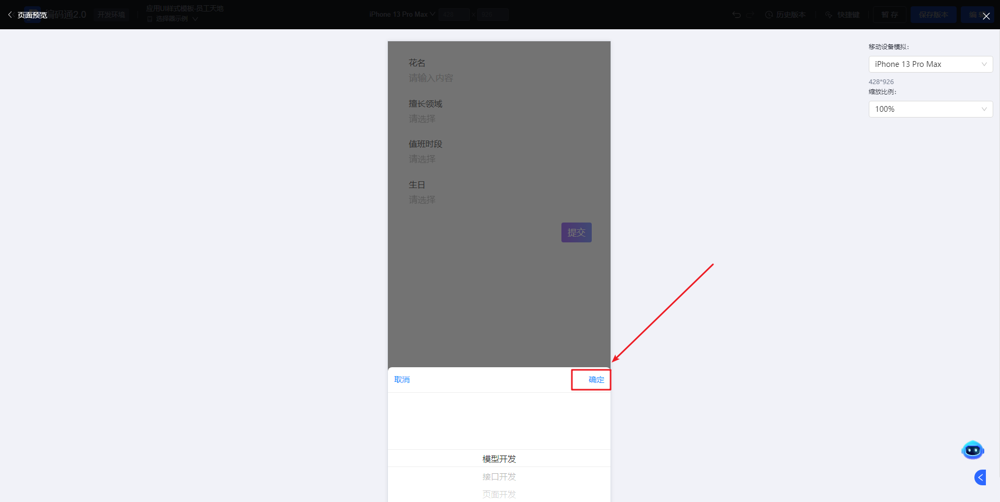 页面预览
编码通2.0
开发环境
应用UI样式模板-员工天地
选择器示例
iPhone 13 Pro Max
428
×
926
历史版本
快捷键
暂 存
保存版本
编
移动设备模拟：
iPhone 13 Pro Max
428*926
缩放比例：
100%
花名
请输入内容
擅长领域
请选择
值班时段
请选择
生日
请选择
提交
取消
确定
模型开发
接口开发
页面开发